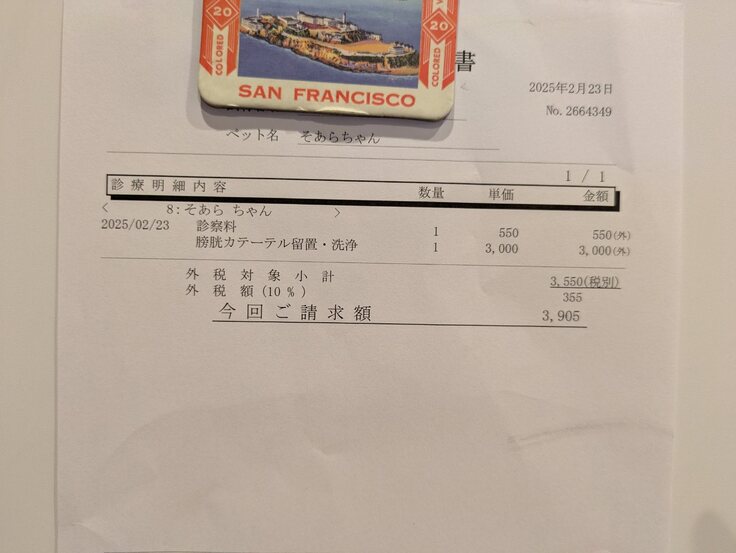 20
COLORED
20
COLORED
SAN FRANCISCO
書
2025年2月23日
No.2664349
ペット名 そあらちゃん
1 / 1
診療明細内容 数量 単価 金額
< 8:そあら ちゃん >
2025/02/23 診察料 1 550 550(外)
膀胱カテーテル留置・洗浄 1 3,000 3,000(外)
外税対象小計 3,550(税別)
外税額(10%) 355
今回ご請求額 3,905